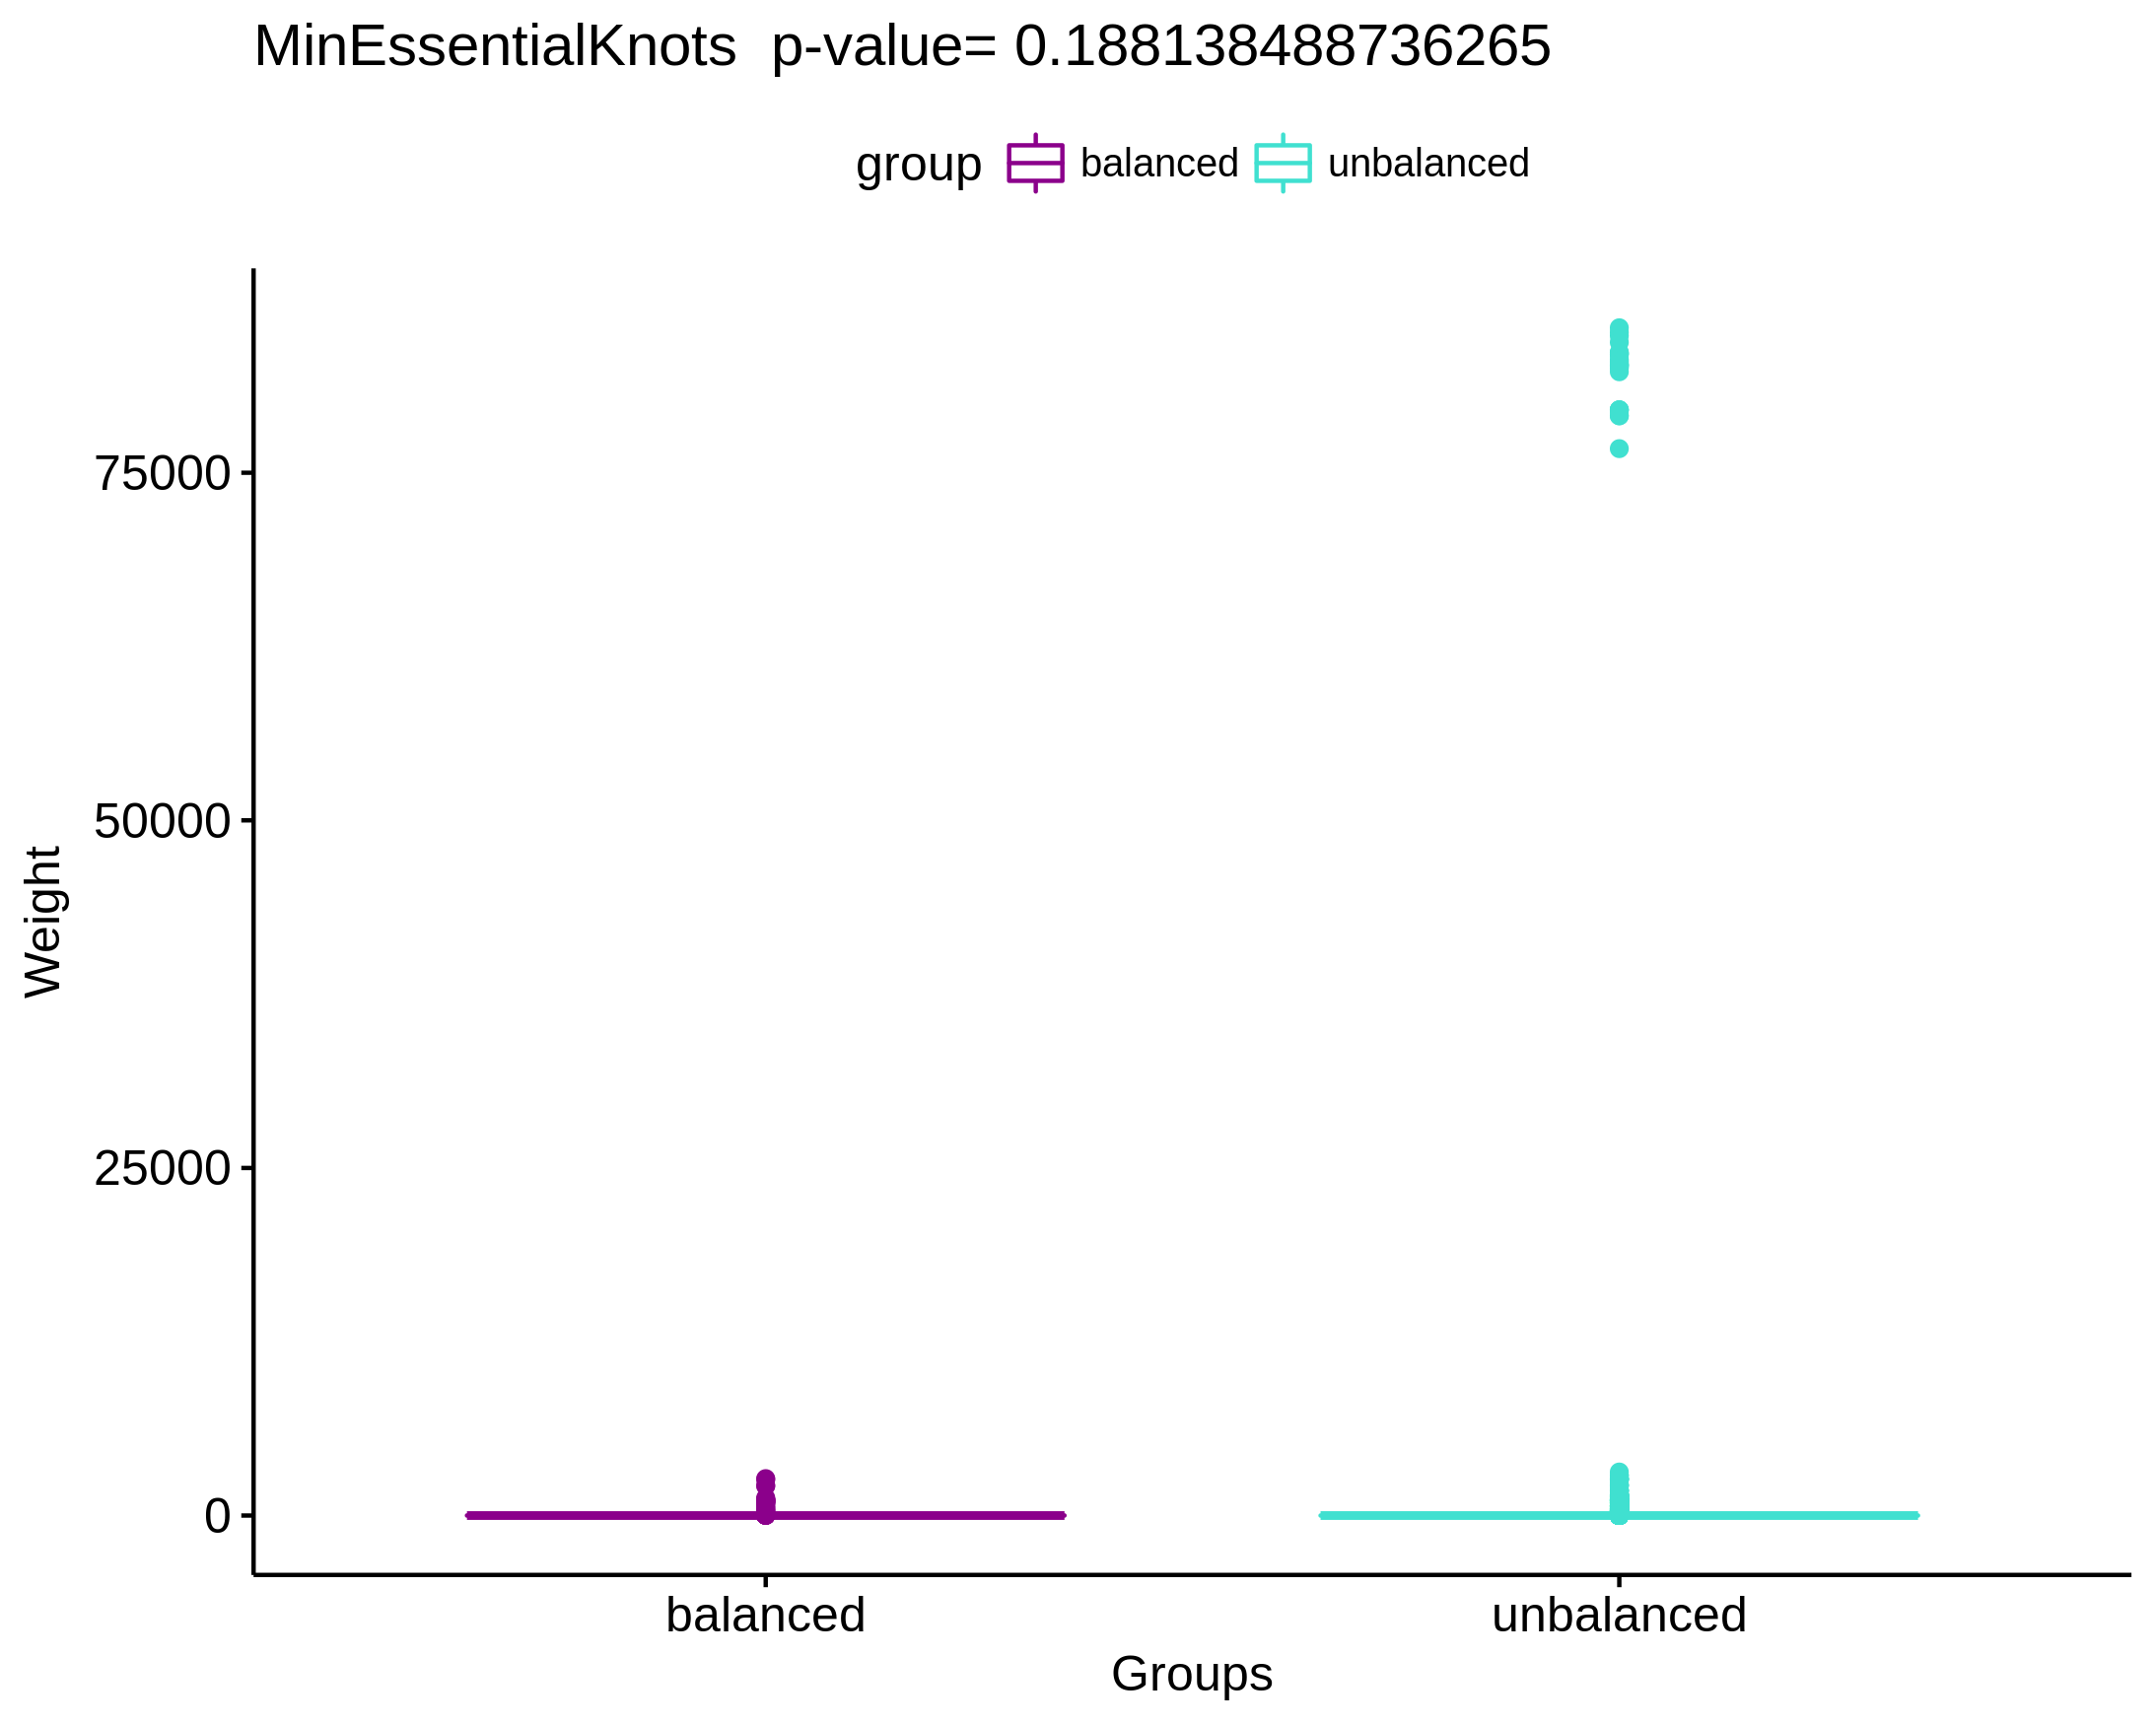 MinEssentialKnots  p-value= 0.188138488736265
group balanced unbalanced
75000
50000
25000
0
Weight
balanced unbalanced
Groups